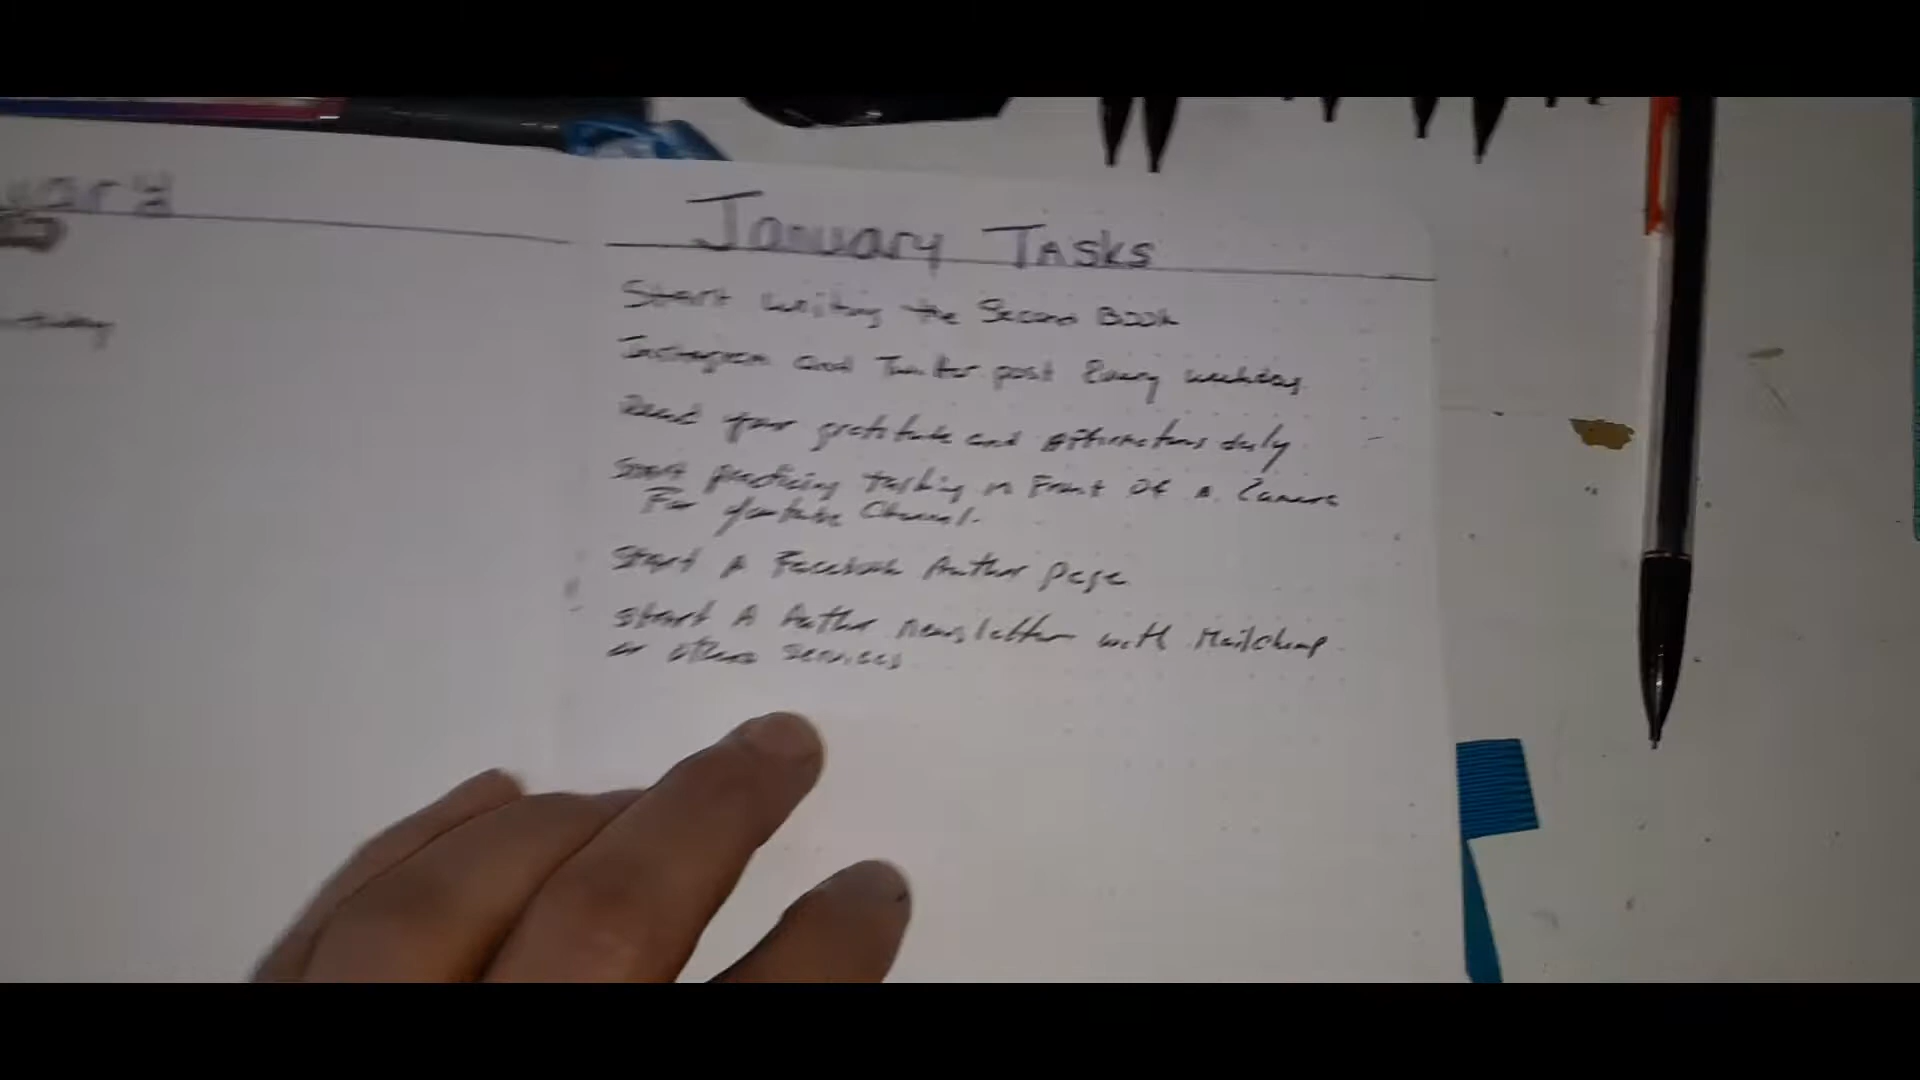 January Tasks
Start writing the Second Book
Instagram and Twitter post Every weekday
Read your gratitude and Affirmations daily
Start practicing talking in Front Of A Camera
For Youtube Channel.
Start A Facebook Author page
Start A Author newsletter with Mailchimp
or others services